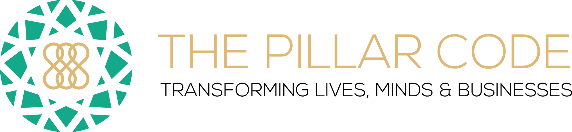 THE PILLAR CODE
TRANSFORMING LIVES, MINDS & BUSINESSES